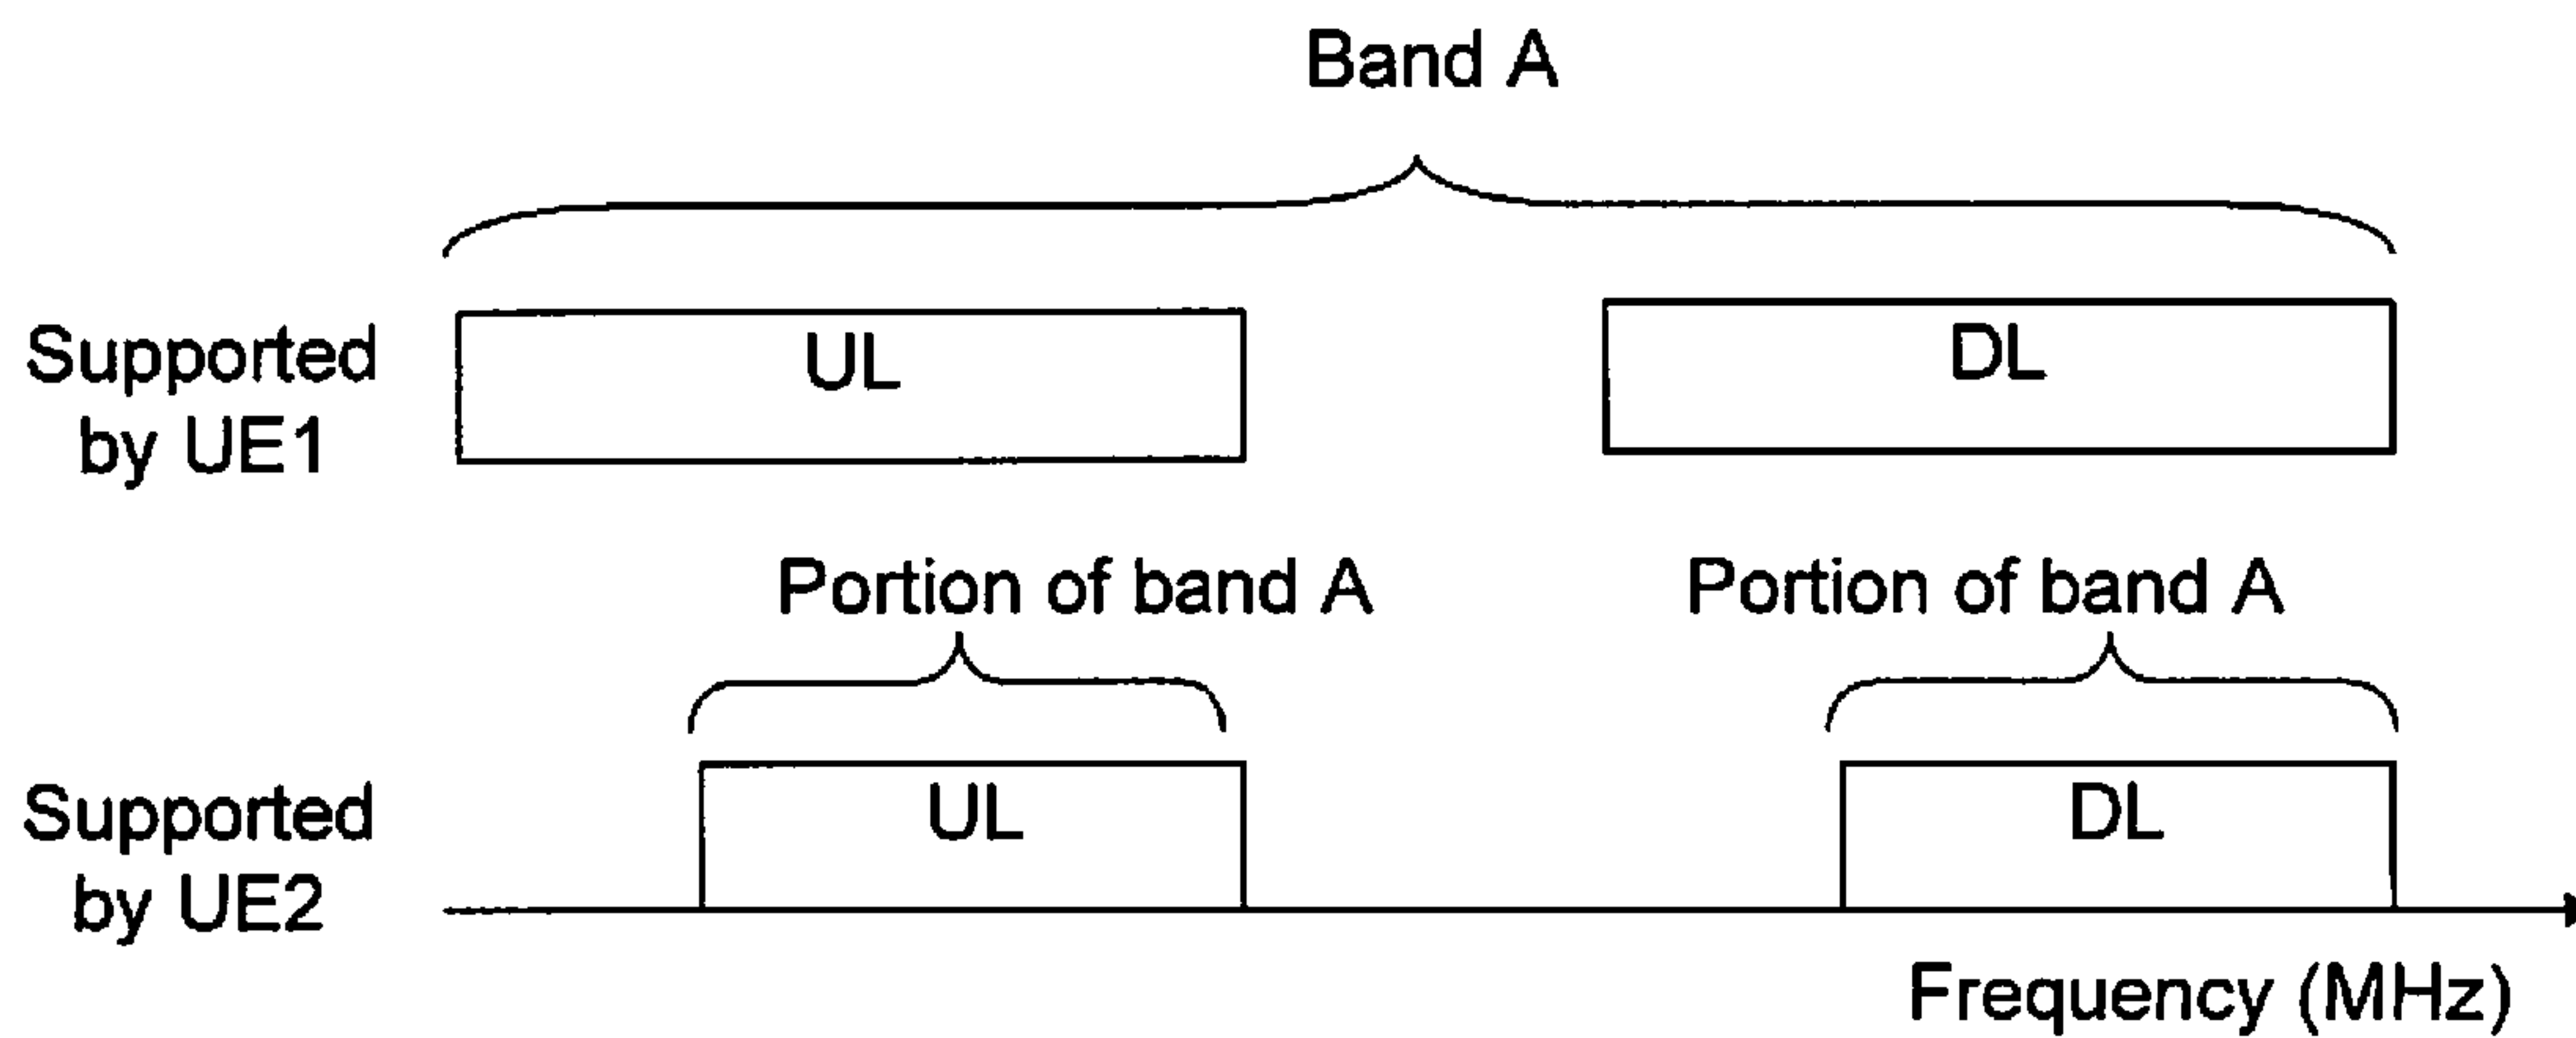 Band A
Supported
by UE1
UL
DL
Portion of band A
Portion of band A
Supported
by UE2
UL
DL
Frequency (MHz)